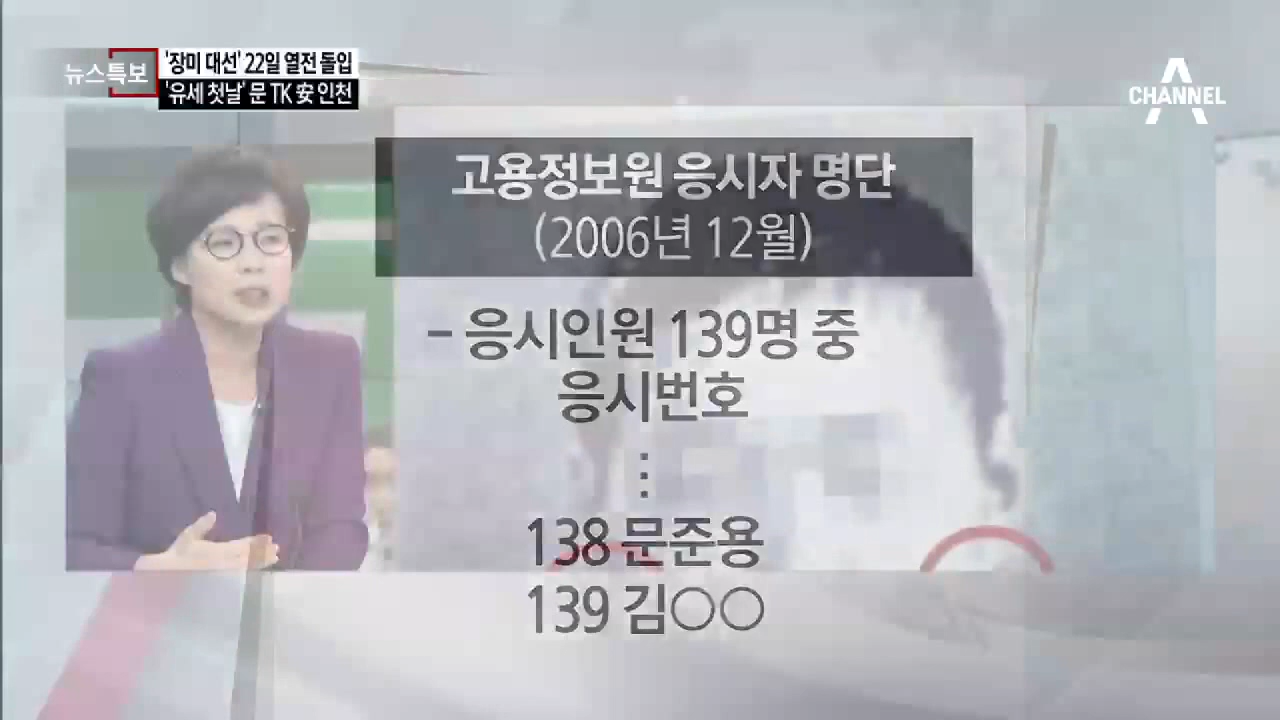 뉴스특보
'장미 대선' 22일 열전 돌입
'유세 첫날' 문 TK 安 인천
CHANNEL A
고용정보원 응시자 명단
(2006년 12월)
- 응시인원 139명 중
응시번호
:
138 문준용
139 김○○